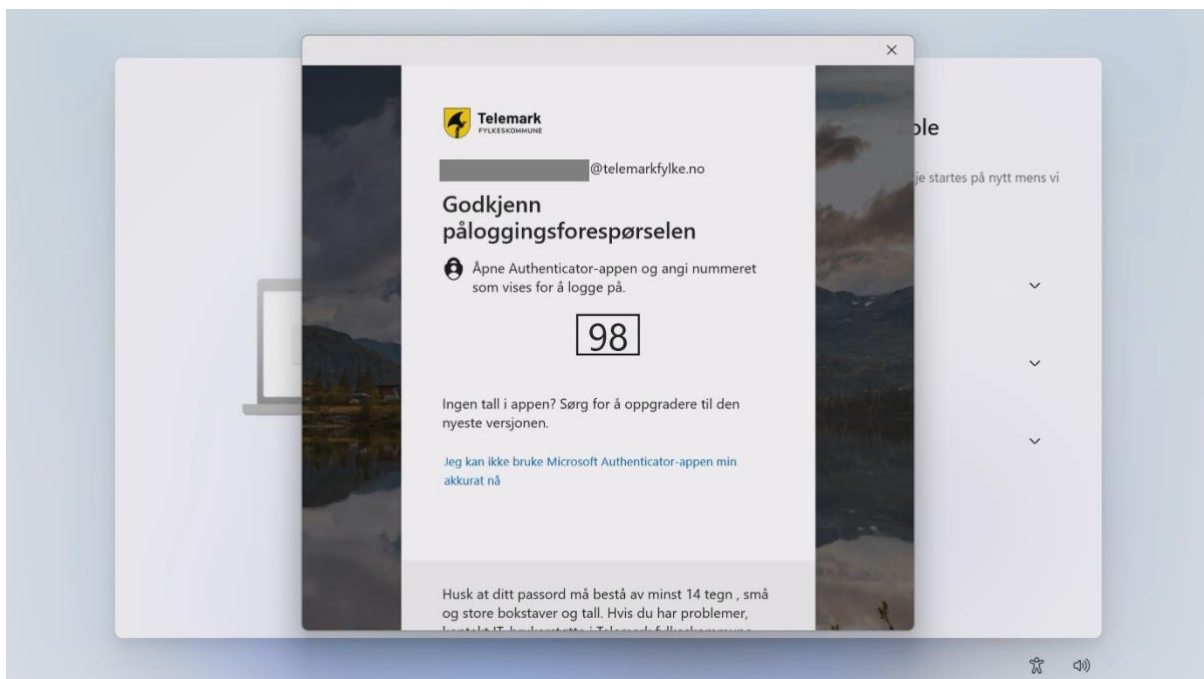 Telemark
FYLKESKOMMUNE
@telemarkfylke.no
Godkjenn
påloggingsforespørselen
Åpne Authenticator-appen og angi nummeret
som vises for å logge på.
98
Ingen tall i appen? Sørg for å oppgradere til den
nyeste versjonen.
Jeg kan ikke bruke Microsoft Authenticator-appen min
akkurat nå
Husk at ditt passord må bestå av minst 14 tegn , små
og store bokstaver og tall. Hvis du har problemer,
ole
je startes på nytt mens vi